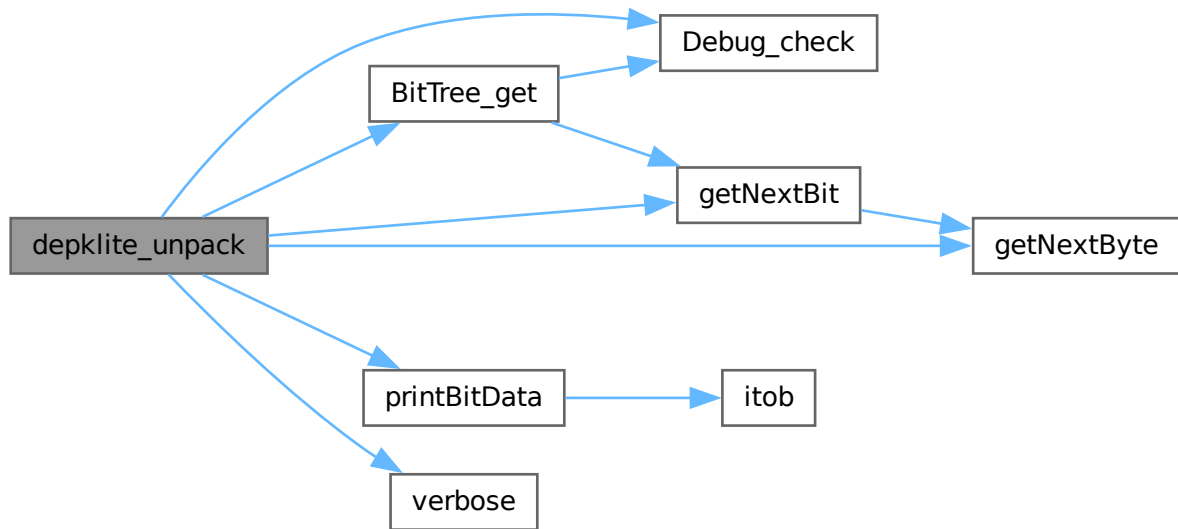 Debug_check
BitTree_get
getNextBit
depklite_unpack
getNextByte
printBitData
itob
verbose